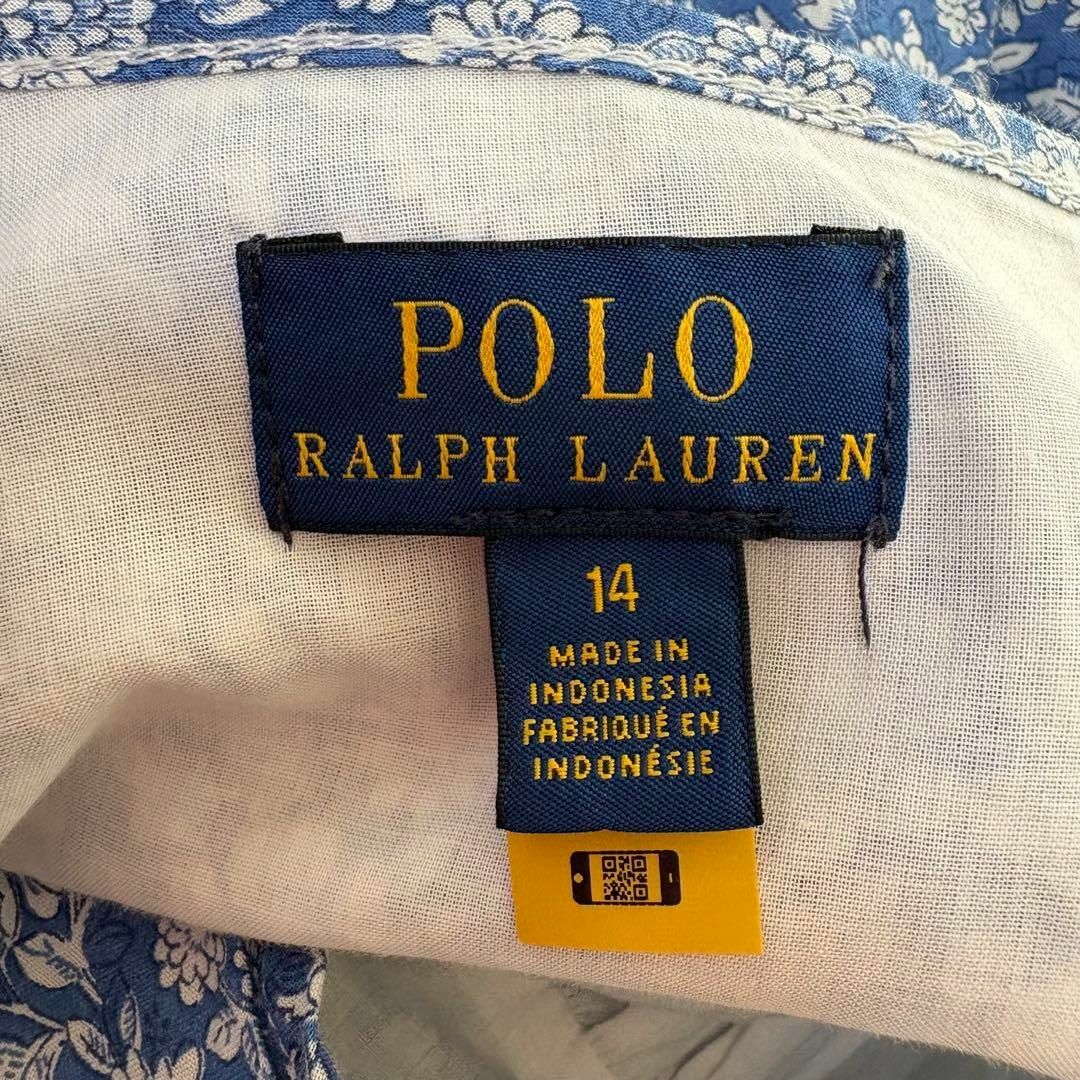 POLO
RALPH LAUREN
14
MADE IN
INDONESIA
FABRIQUÉ EN
INDONÉSIE